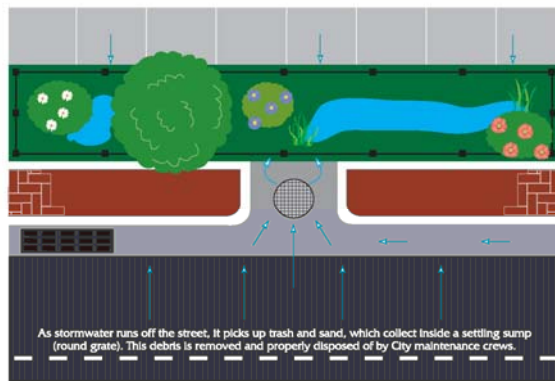 As stormwater runs off the street, it picks up trash and sand, which collect inside a settling sump
(round grate). This debris is removed and properly disposed of by City maintenance crews.